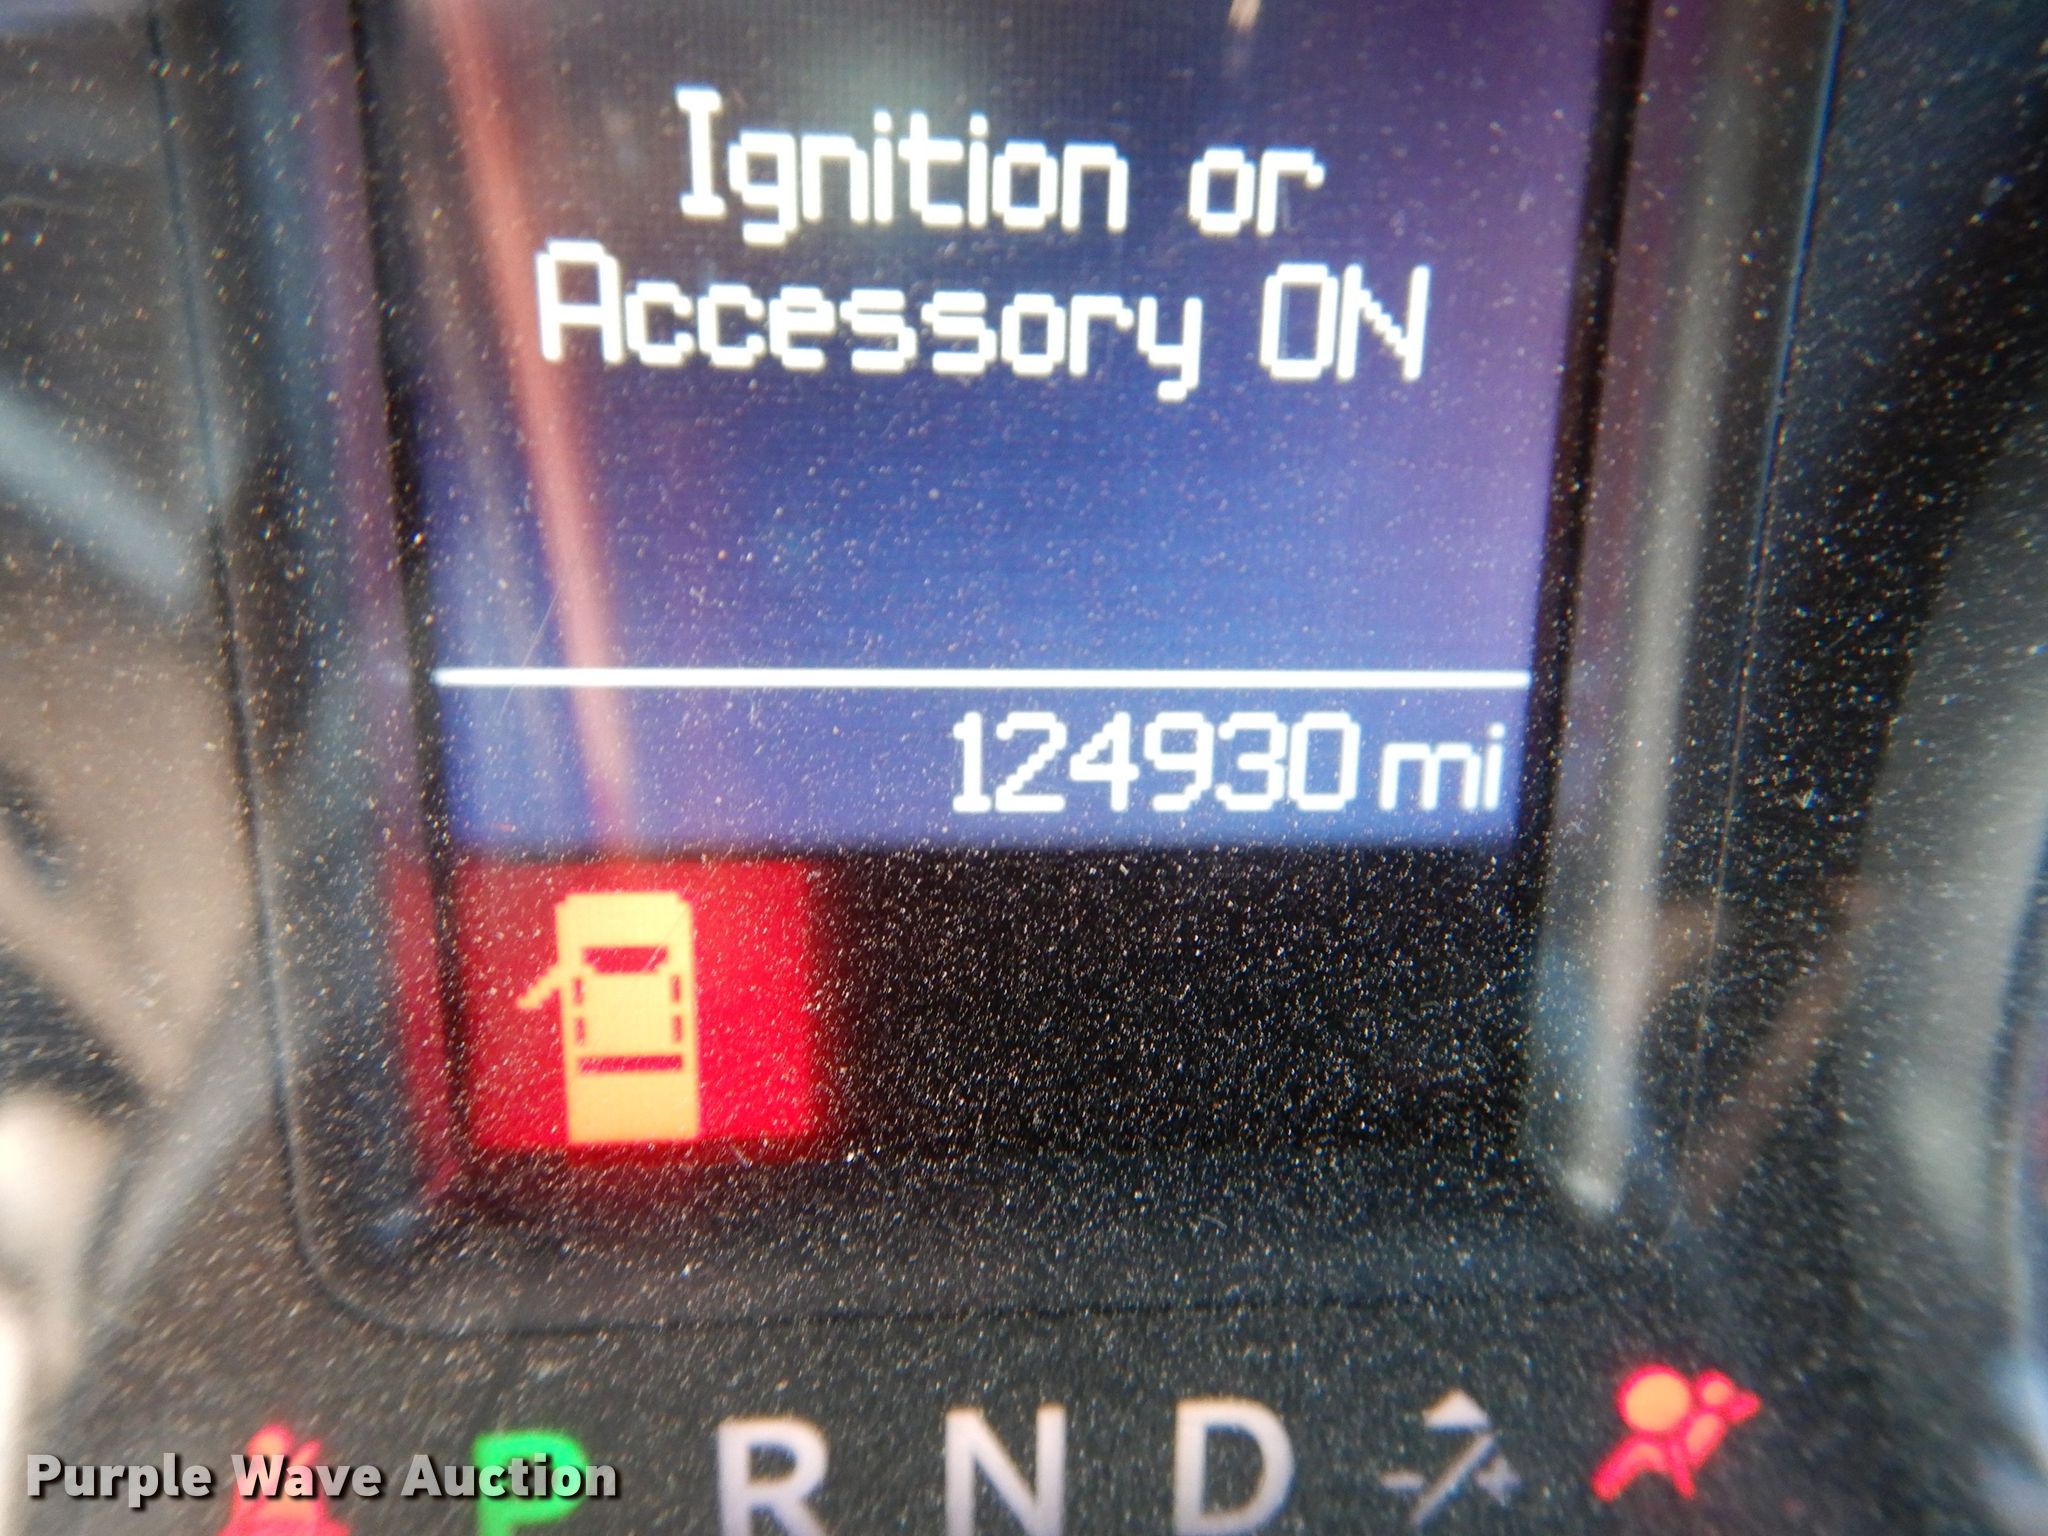 Ignition or
Accessory ON
124930 mi
P R N D - / +
Purple Wave Auction